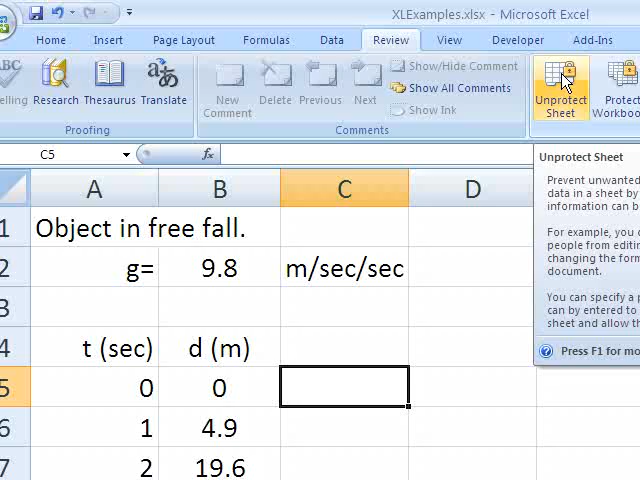 XLExamples.xlsx - Microsoft Excel
Home Insert Page Layout Formulas Data Review View Developer Add-Ins
ABC
elling
Research
Thesaurus
Translate
New
Comment
Delete
Previous
Next
Show/Hide Comment
Show All Comments
Show Ink
Unprotect
Sheet
Protect
Workboo
Proofing
Comments
C5
fx
A B C D
1 Object in free fall.
2 g= 9.8 m/sec/sec
3
4 t (sec) d (m)
5 0 0
6 1 4.9
7 2 19.6
Unprotect Sheet
Prevent unwanted
data in a sheet by
information can b
For example, you c
people from editin
changing the form
document.
You can specify a p
can be entered to
sheet and allow th
Press F1 for mo